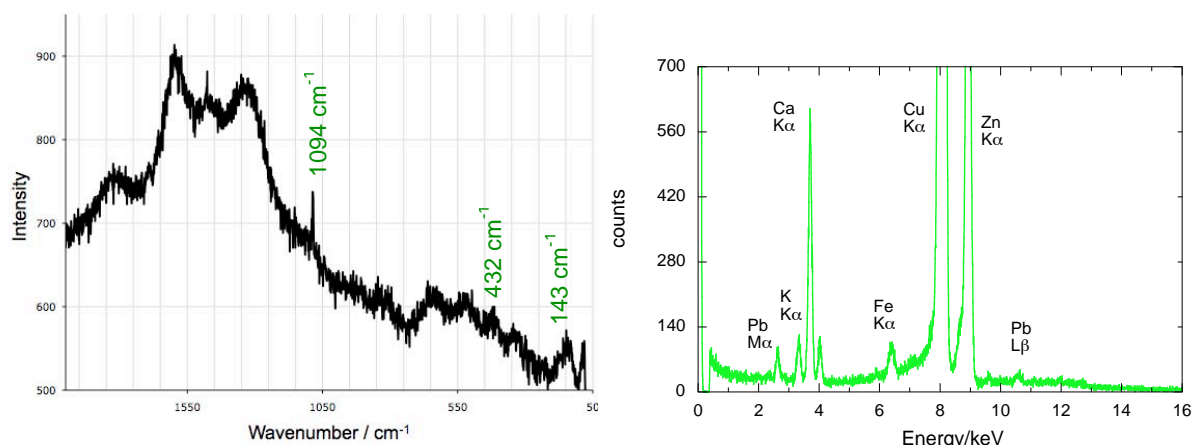 900
800
700
600
500
Intensity
1094 cm⁻¹
432 cm⁻¹
143 cm⁻¹
1550
1050
550
50
Wavenumber / cm⁻¹
700
560
420
280
140
0
counts
Ca
Kα
Cu
Kα
Zn
Kα
K
Kα
Fe
Kα
Pb
Mα
Pb
Lβ
0 2 4 6 8 10 12 14 16
Energy/keV